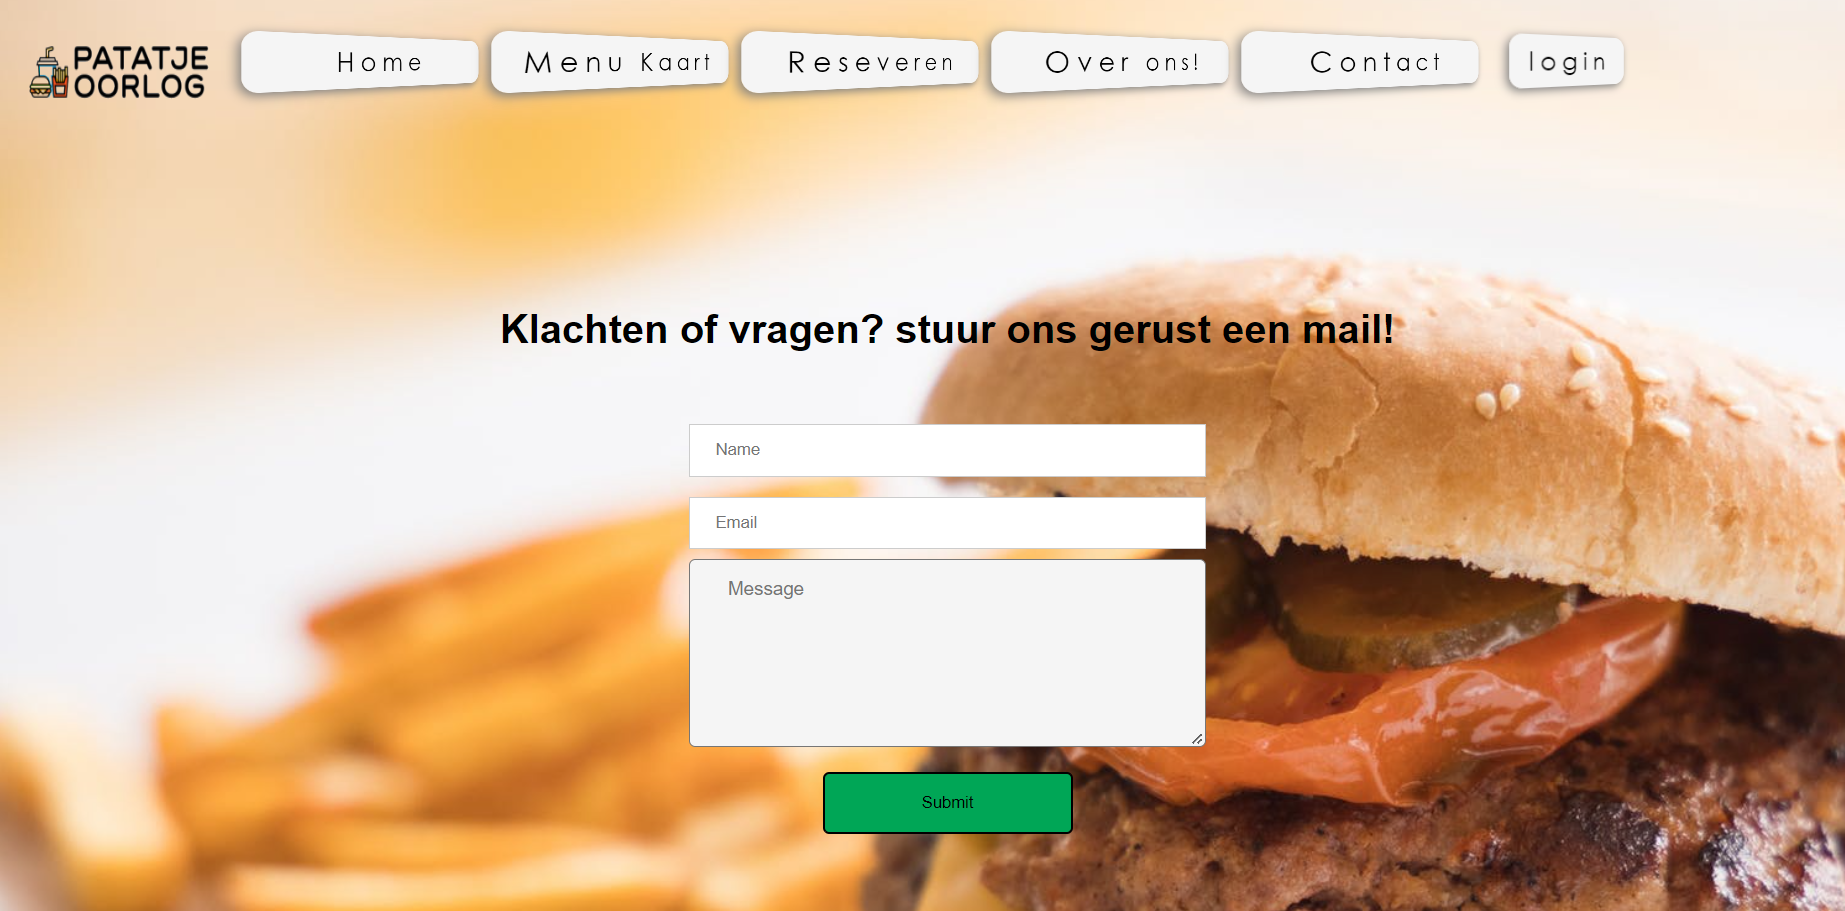 PATATJE
OORLOG
Home
Menu Kaart
Reseveren
Over ons!
Contact
login
Klachten of vragen? stuur ons gerust een mail!
Name
Email
Message
Submit